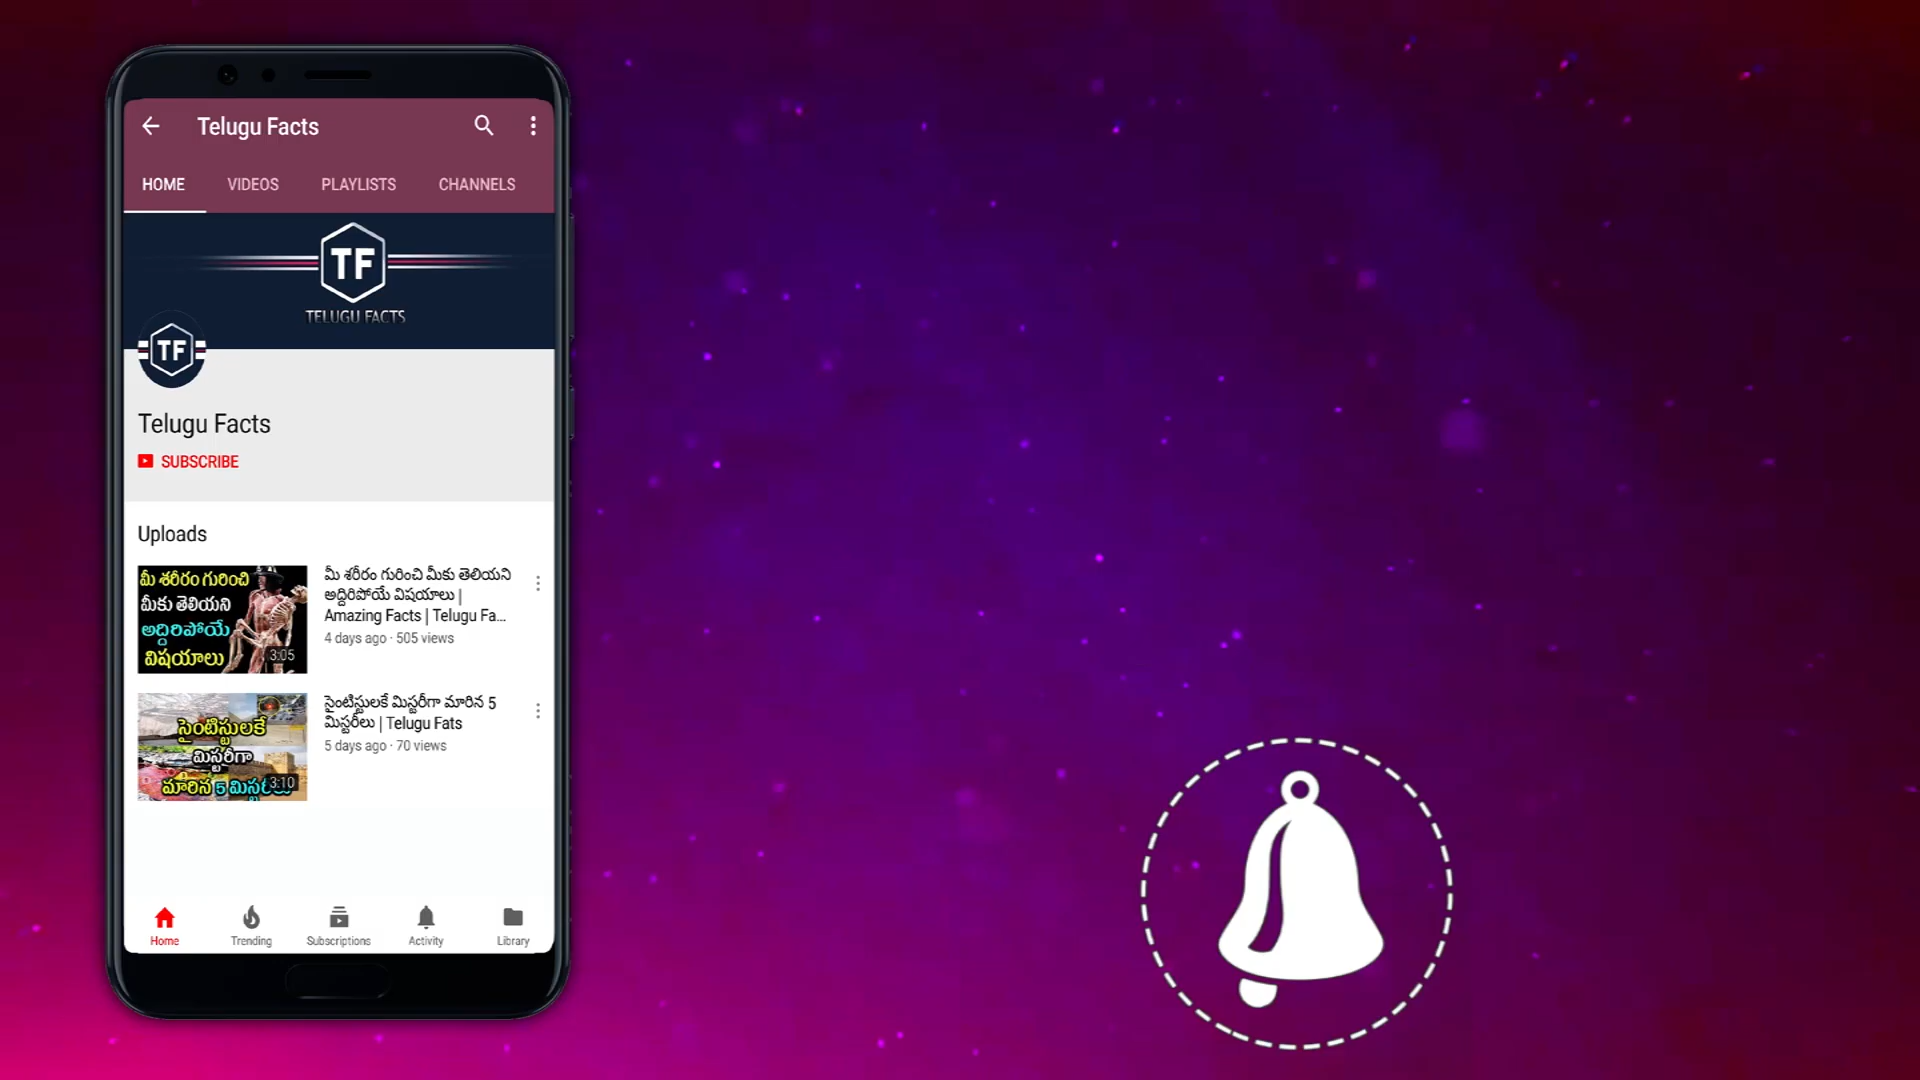 Telugu Facts
HOME VIDEOS PLAYLISTS CHANNELS
TF
TELUGU FACTS
TF
Telugu Facts
SUBSCRIBE
Uploads
మీ శరీరం గురించి
మీకు తెలియని
అద్దిరిపోయే
విషయాలు
3:05
మీ శరీరం గురించి మీకు తెలియని
అద్దిరిపోయే విషయాలు |
Amazing Facts | Telugu Fa...
4 days ago · 505 views
సైంటిస్టులకే
మిస్టరీగా
మారిన 5
3:10
సైంటిస్టులకే మిస్టరీగా మారిన 5
మిస్టరీలు | Telugu Fats
5 days ago · 70 views
Home Trending Subscriptions Activity Library